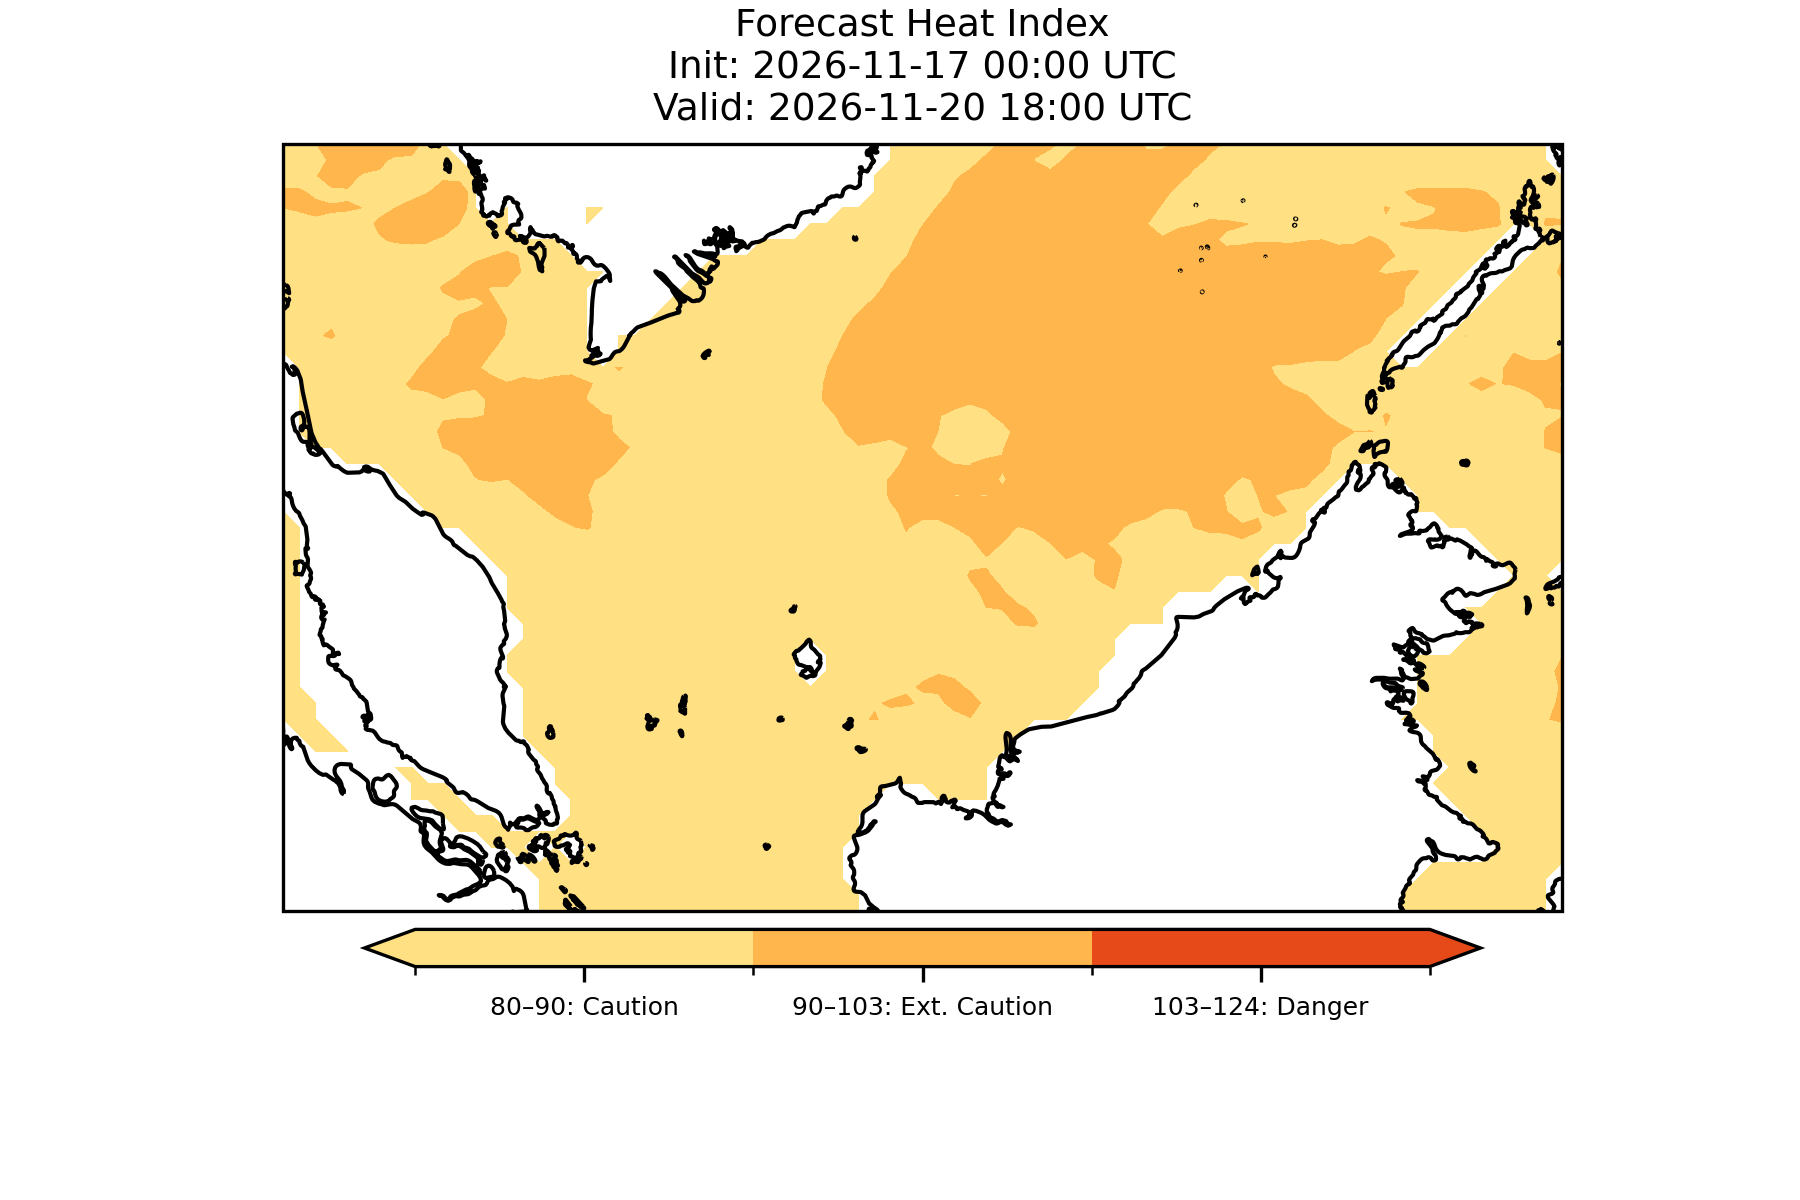 Forecast Heat Index
Init: 2026-11-17 00:00 UTC
Valid: 2026-11-20 18:00 UTC
80–90: Caution
90–103: Ext. Caution
103–124: Danger